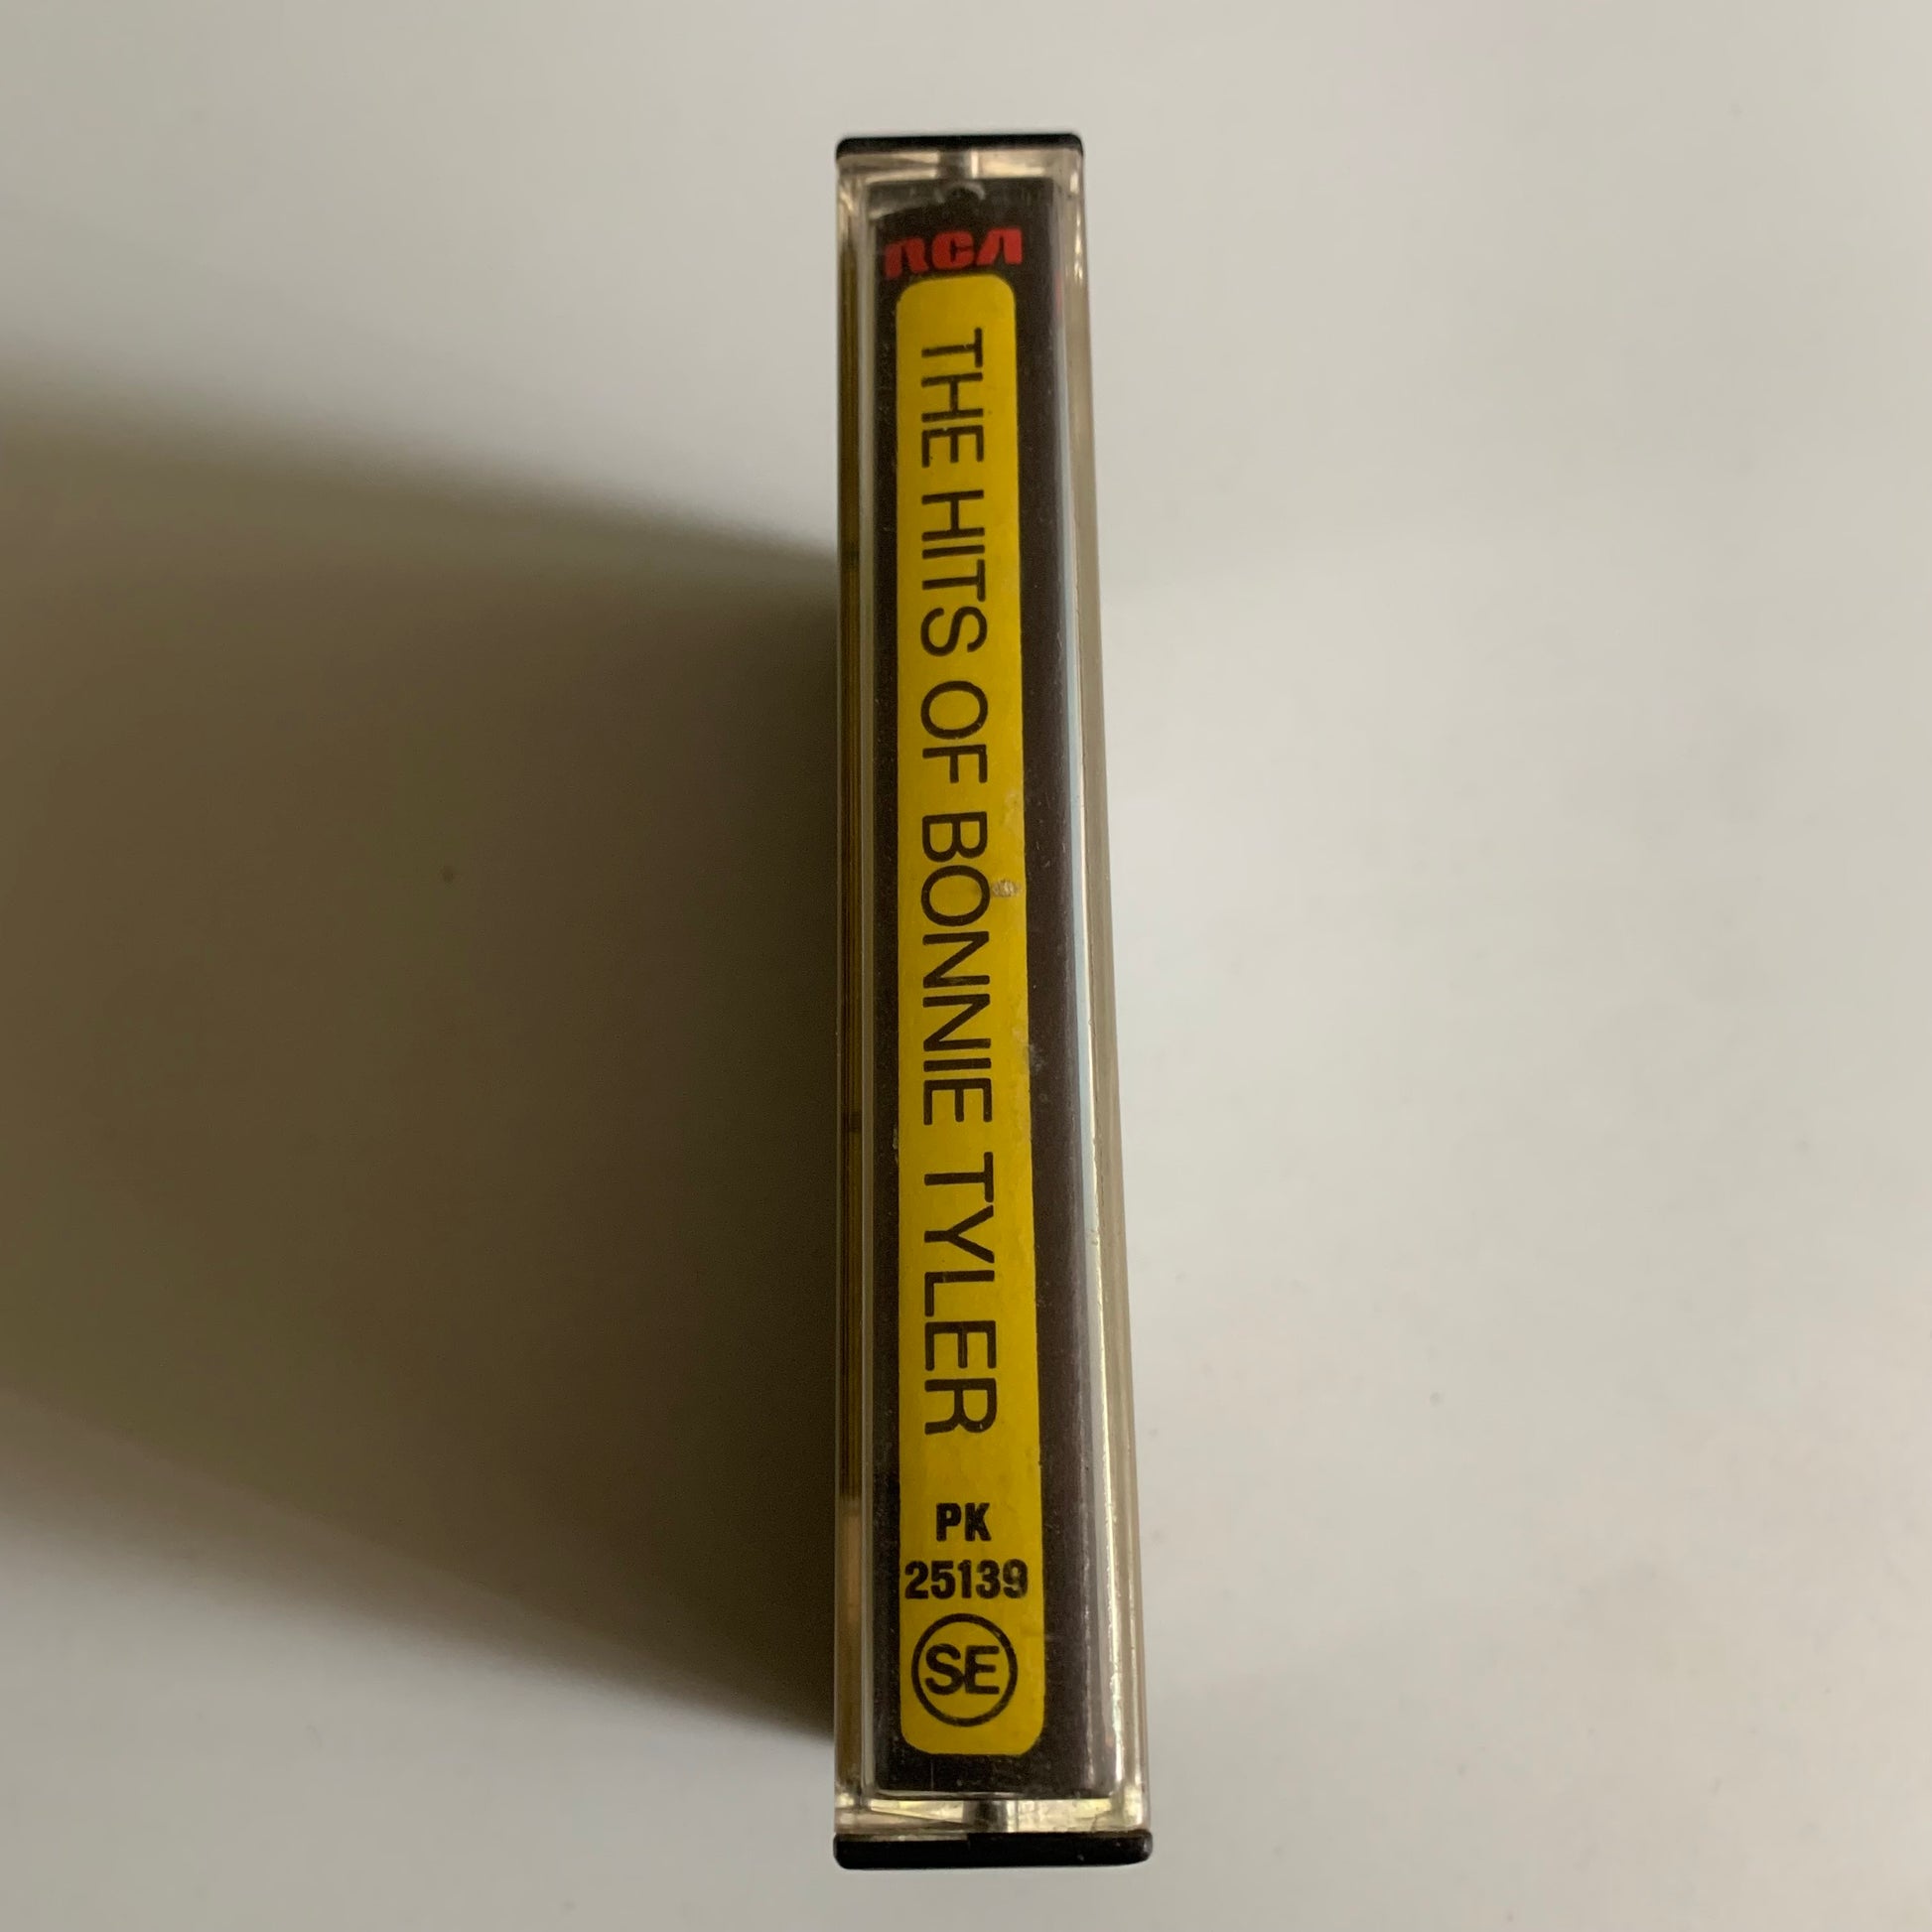 RCA
THE HITS OF BONNIE TYLER
PK
25139
SE